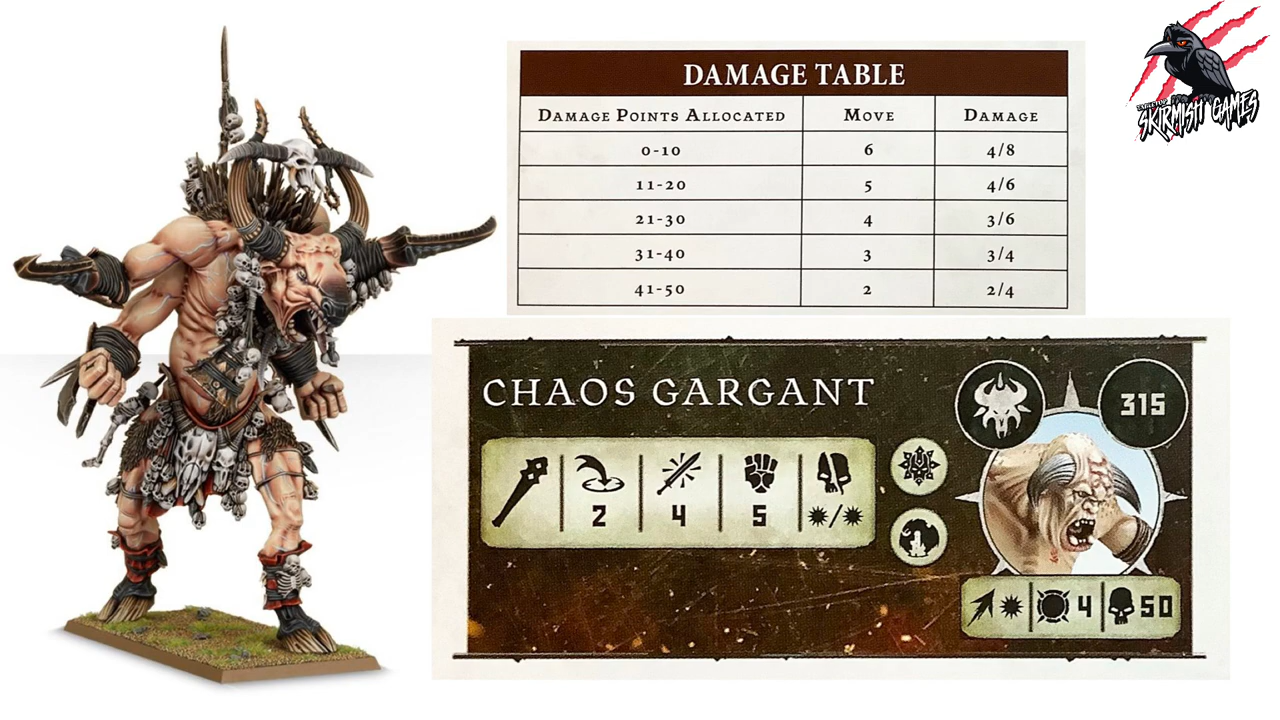 DAMAGE TABLE
DAMAGE POINTS ALLOCATED MOVE DAMAGE
0-10 6 4/8
11-20 5 4/6
21-30 4 3/6
31-40 3 3/4
41-50 2 2/4
TABLETOP
SKIRMISH GAMES
CHAOS GARGANT
315
2 4 5 /
4 50